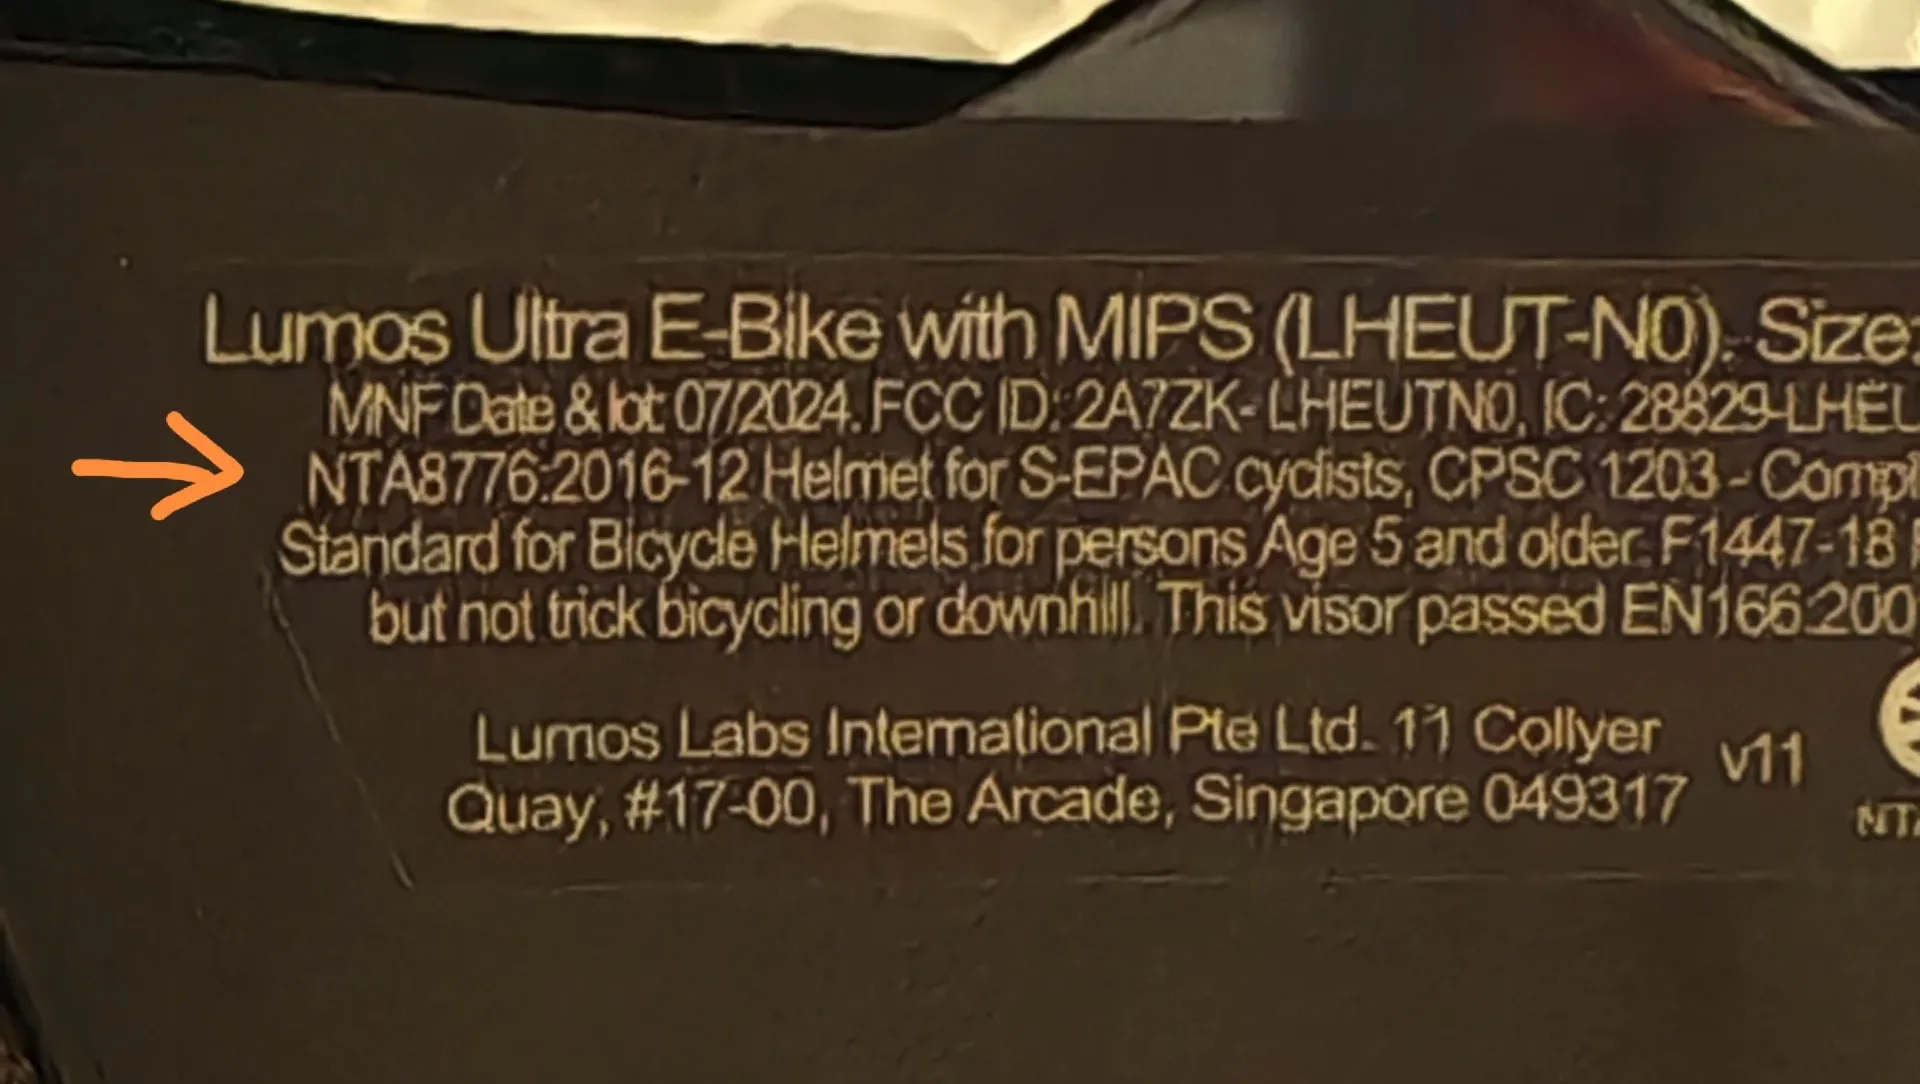 Lumos Ultra E-Bike with MIPS (LHEUT-N0). Size:
MNF Date & lot: 07/2024. FCC ID: 2A7ZK- LHEUTN0, IC: 28829-LHEU
NTA8776:2016-12 Helmet for S-EPAC cyclists, CPSC 1203 - Compl
Standard for Bicycle Helmets for persons Age 5 and older. F1447-18
but not trick bicycling or downhill. This visor passed EN166:200
Lumos Labs International Pte Ltd. 11 Collyer
Quay, #17-00, The Arcade, Singapore 049317
v11
NTA